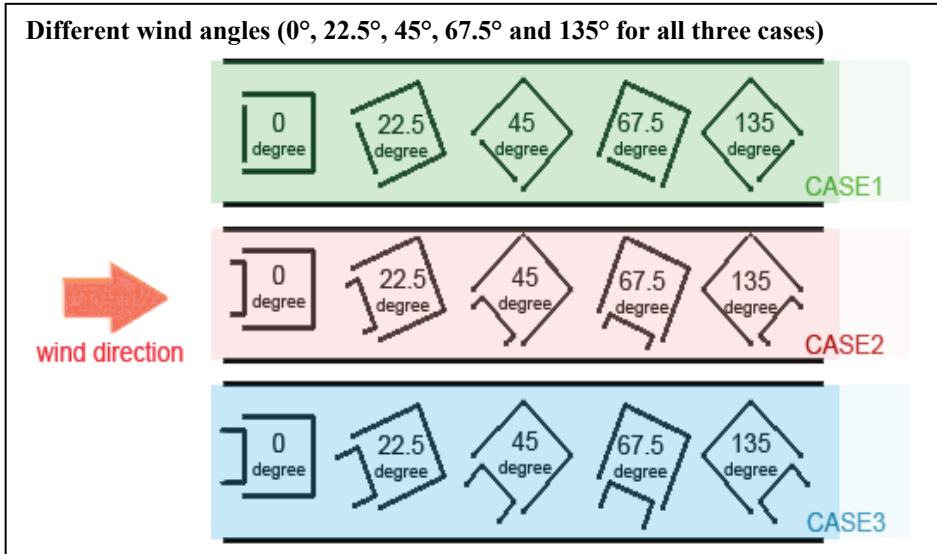 Different wind angles (0°, 22.5°, 45°, 67.5° and 135° for all three cases)
0 22.5 45 67.5 135
degree degree degree degree degree
CASE1
0 22.5 45 67.5 135
degree degree degree degree degree
wind direction
CASE2
0 22.5 45 67.5 135
degree degree degree degree degree
CASE3